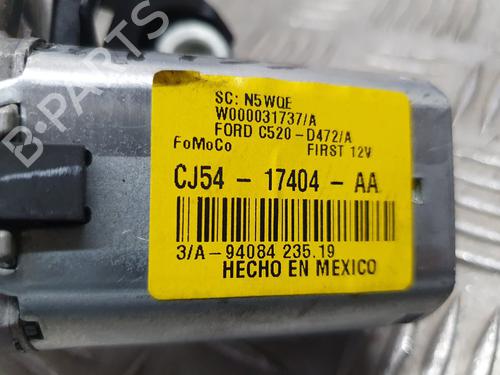 SC: N5WQE
W000031737/A
FORD C520-D472/A
FoMoCo FIRST 12V
CJ54 - 17404 - AA
3/A-94084 235.19
HECHO EN MEXICO
B-PARTS